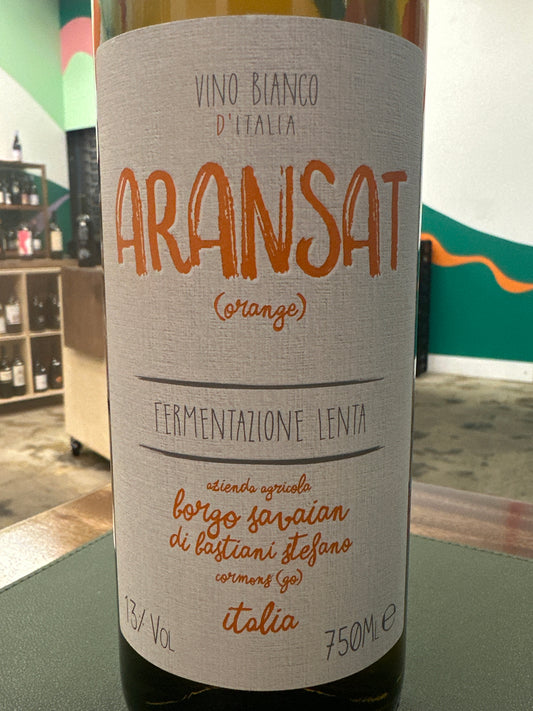 VINO BIANCO
D'ITALIA
ARANSAT
(orange)
FERMENTAZIONE LENTA
azienda agricola
borgo savaian
di bastiani stefano
cormons (go)
italia
13% VOL
750ML e